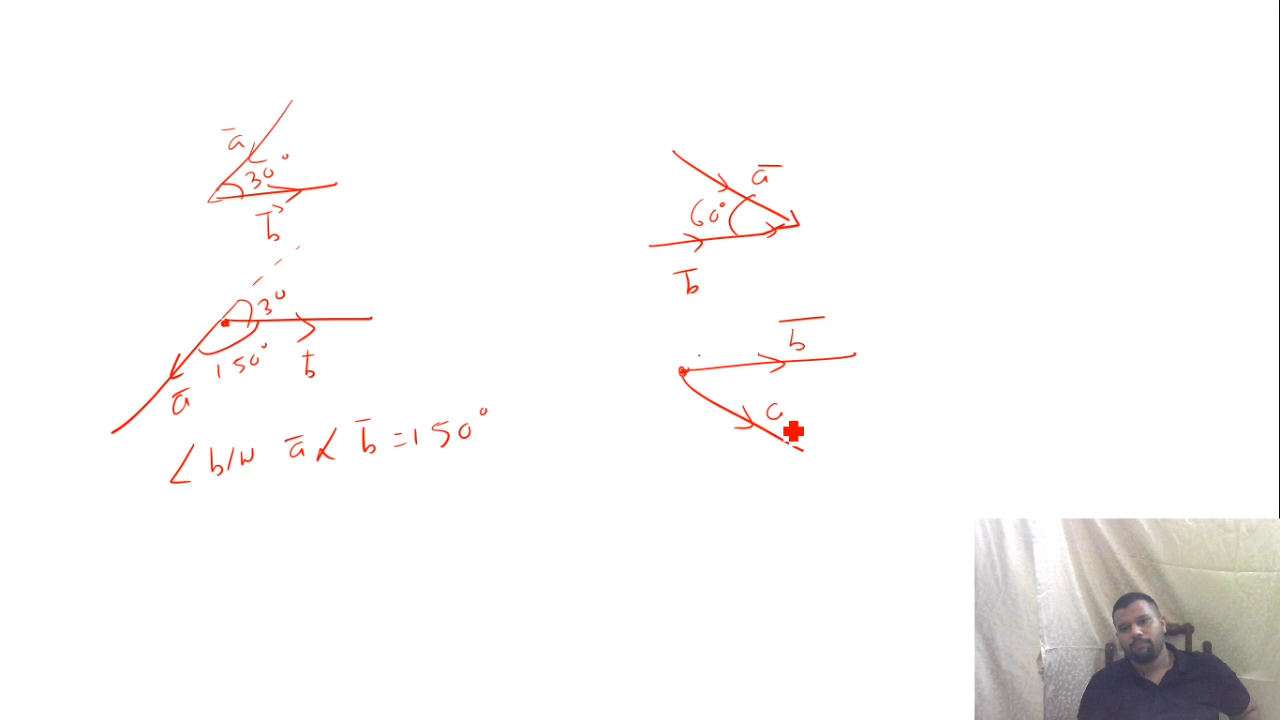 a̅
30°
b⃗
30
150°
b̅
a̅
∠ b/w a̅ & b̅ = 150°
a̅
60°
b̅
b̅
a